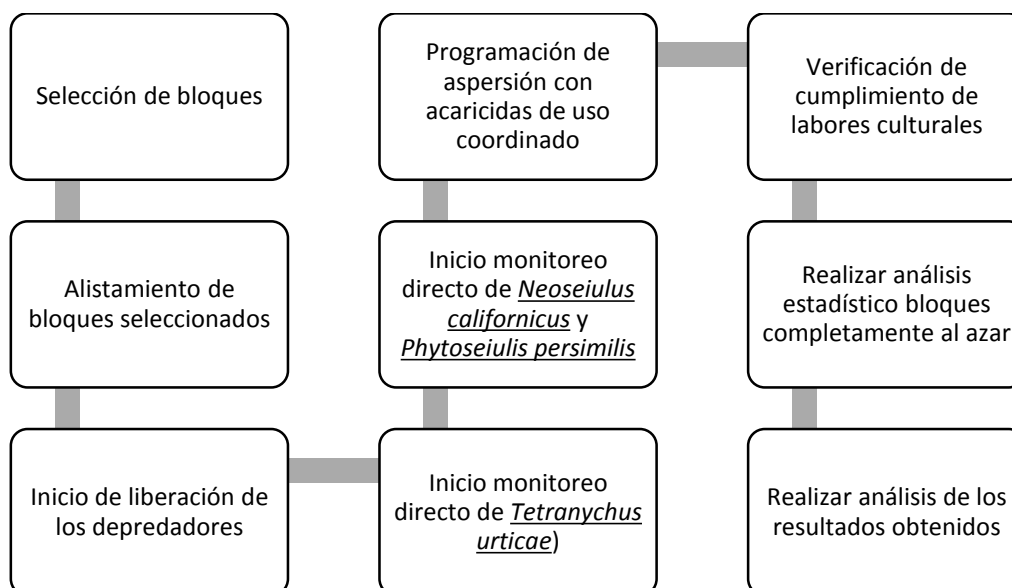 Selección de bloques
Alistamiento de
bloques seleccionados
Inicio de liberación de
los depredadores
Inicio monitoreo
directo de Tetranychus
urticae)
Inicio monitoreo
directo de Neoseiulus
californicus y
Phytoseiulis persimilis
Programación de
aspersión con
acaricidas de uso
coordinado
Verificación de
cumplimiento de
labores culturales
Realizar análisis
estadístico bloques
completamente al azar
Realizar análisis de los
resultados obtenidos